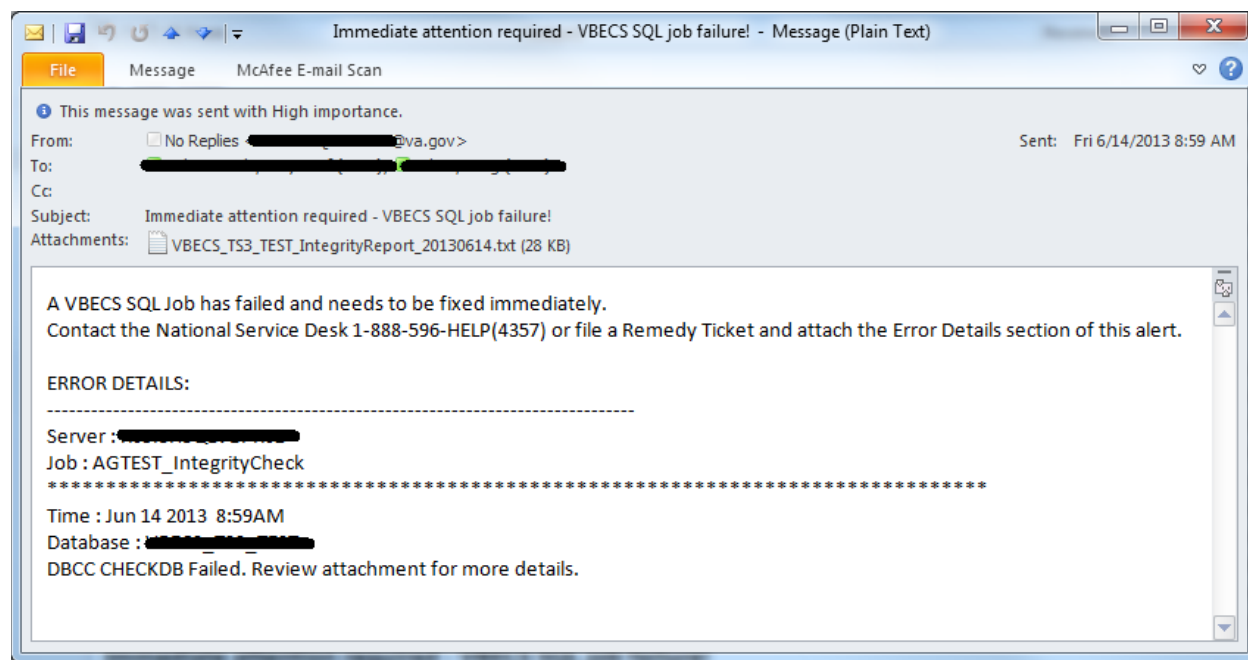 Immediate attention required - VBECS SQL job failure! - Message (Plain Text)
File Message McAfee E-mail Scan
This message was sent with High importance.
From: No Replies @va.gov> Sent: Fri 6/14/2013 8:59 AM
To:
Cc:
Subject: Immediate attention required - VBECS SQL job failure!
Attachments: VBECS_TS3_TEST_IntegrityReport_20130614.txt (28 KB)
A VBECS SQL Job has failed and needs to be fixed immediately.
Contact the National Service Desk 1-888-596-HELP(4357) or file a Remedy Ticket and attach the Error Details section of this alert.
ERROR DETAILS:
--------------------------------------------------------------------------------
Server :
Job : AGTEST_IntegrityCheck
********************************************************************************
Time : Jun 14 2013 8:59AM
Database :
DBCC CHECKDB Failed. Review attachment for more details.